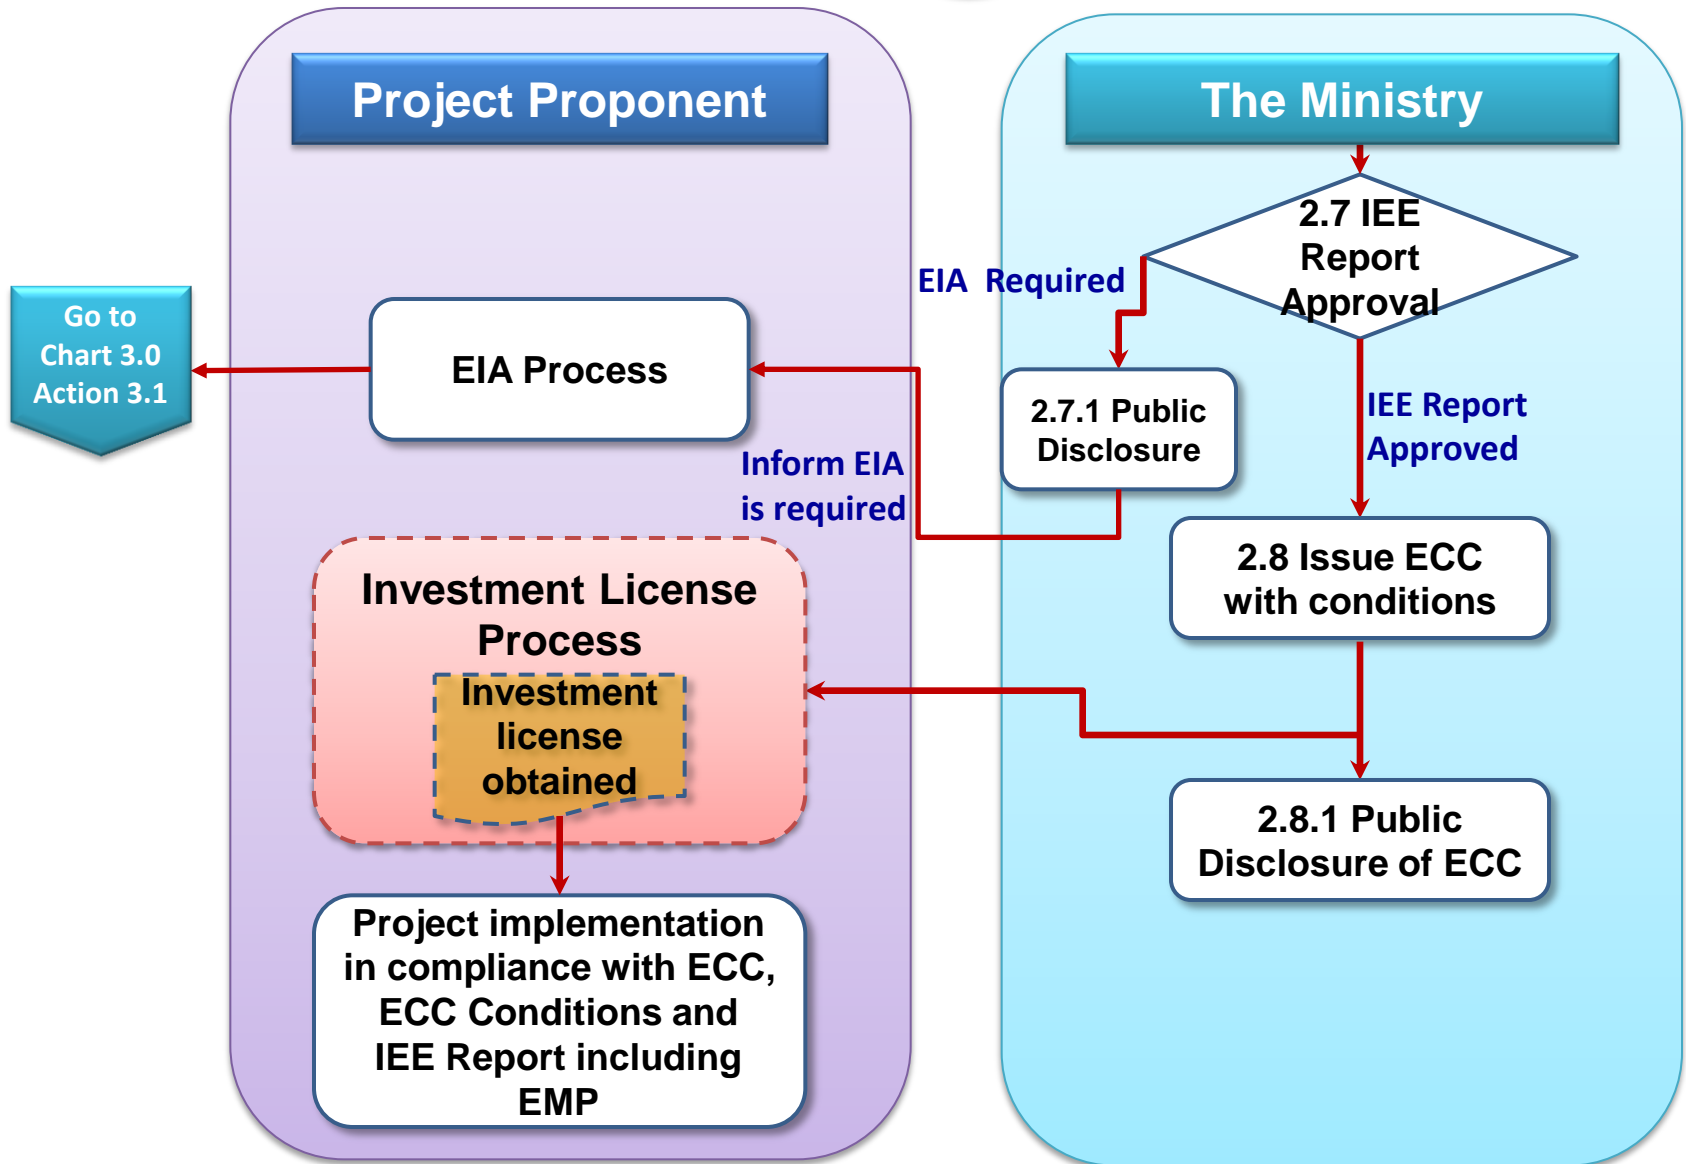 Project Proponent
The Ministry
2.7 IEE
Report
Approval
EIA  Required
Go to
Chart 3.0
Action 3.1
EIA Process
2.7.1 Public
Disclosure
IEE Report
Approved
Inform EIA
is required
2.8 Issue ECC
with conditions
Investment License
Process
Investment
license
obtained
2.8.1 Public
Disclosure of ECC
Project implementation
in compliance with ECC,
ECC Conditions and
IEE Report including
EMP